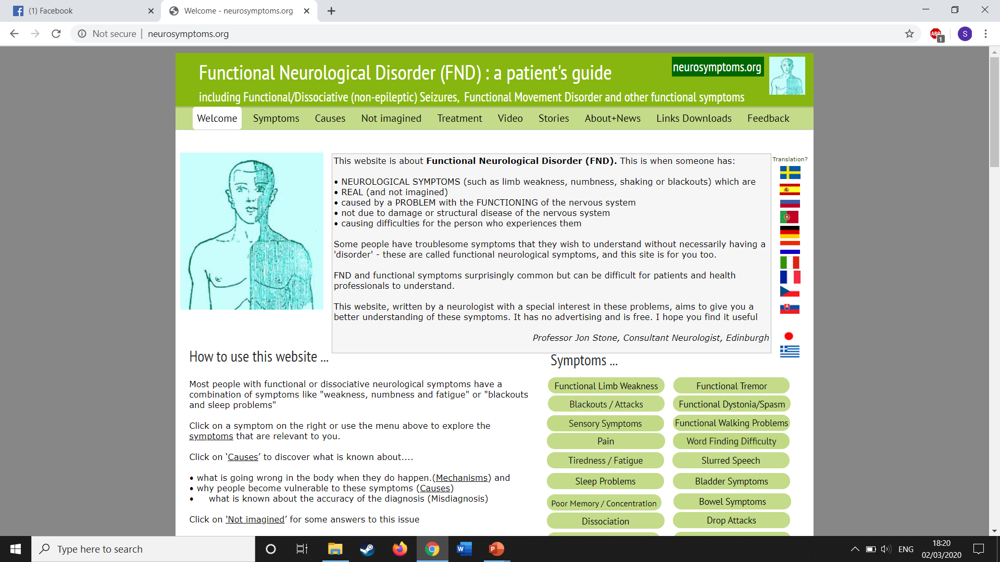 (1) Facebook
Welcome - neurosymptoms.org
Not secure | neurosymptoms.org
ABP
1
S
Functional Neurological Disorder (FND) : a patient's guide
neurosymptoms.org
including Functional/Dissociative (non-epileptic) Seizures, Functional Movement Disorder and other functional symptoms
Welcome Symptoms Causes Not imagined Treatment Video Stories About+News Links Downloads Feedback
This website is about Functional Neurological Disorder (FND). This is when someone has:
• NEUROLOGICAL SYMPTOMS (such as limb weakness, numbness, shaking or blackouts) which are
• REAL (and not imagined)
• caused by a PROBLEM with the FUNCTIONING of the nervous system
• not due to damage or structural disease of the nervous system
• causing difficulties for the person who experiences them
Some people have troublesome symptoms that they wish to understand without necessarily having a
'disorder' - these are called functional neurological symptoms, and this site is for you too.
FND and functional symptoms surprisingly common but can be difficult for patients and health
professionals to understand.
This website, written by a neurologist with a special interest in these problems, aims to give you a
better understanding of these symptoms. It has no advertising and is free. I hope you find it useful
Professor Jon Stone, Consultant Neurologist, Edinburgh
Translation?
How to use this website ...
Most people with functional or dissociative neurological symptoms have a
combination of symptoms like "weakness, numbness and fatigue" or "blackouts
and sleep problems"
Click on a symptom on the right or use the menu above to explore the
symptoms that are relevant to you.
Click on ‘Causes’ to discover what is known about....
• what is going wrong in the body when they do happen.(Mechanisms) and
• why people become vulnerable to these symptoms (Causes)
• what is known about the accuracy of the diagnosis (Misdiagnosis)
Click on 'Not imagined’ for some answers to this issue
Symptoms ...
Functional Limb Weakness
Functional Tremor
Blackouts / Attacks
Functional Dystonia/Spasm
Sensory Symptoms
Functional Walking Problems
Pain
Word Finding Difficulty
Tiredness / Fatigue
Slurred Speech
Sleep Problems
Bladder Symptoms
Poor Memory / Concentration
Bowel Symptoms
Dissociation
Drop Attacks
Type here to search
W
P
ENG
18:20
02/03/2020